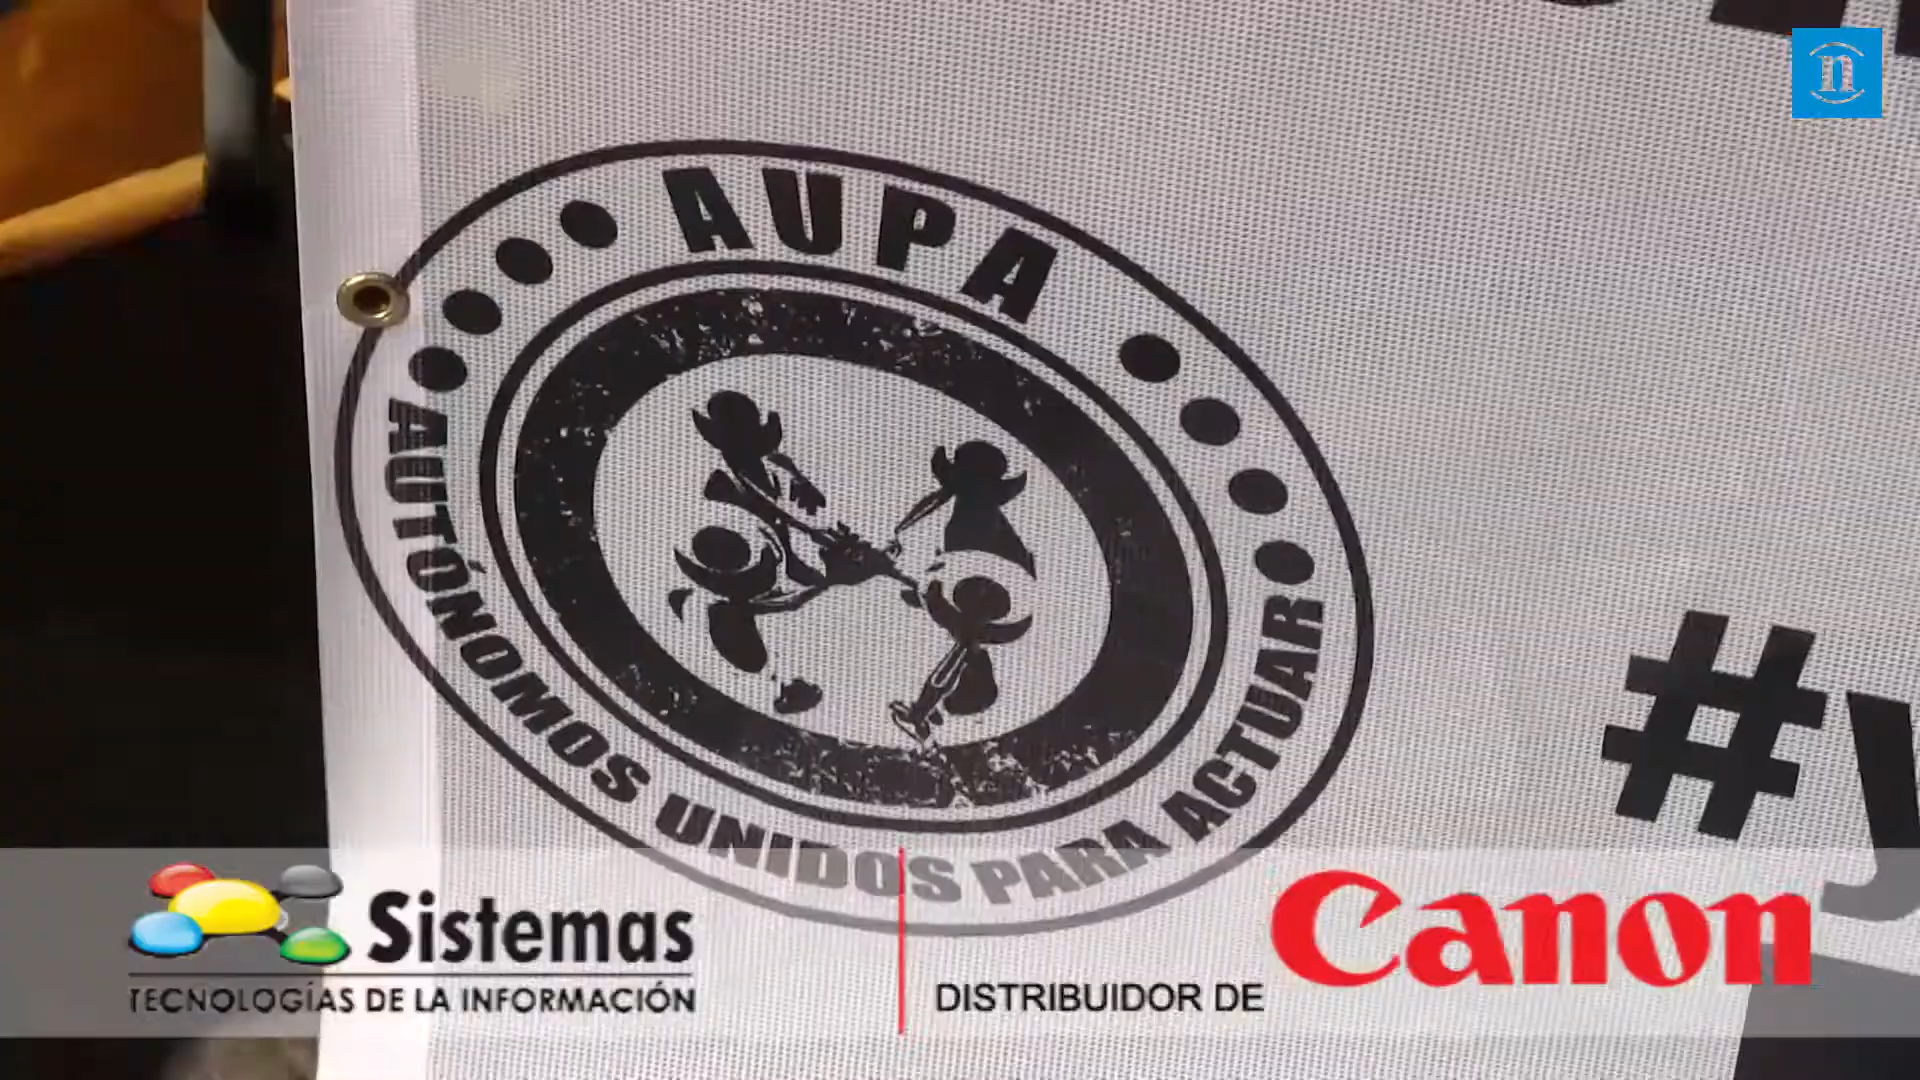 n
AUPA
AUTÓNOMOS UNIDOS PARA ACTUAR
#y
Sistemas
TECNOLOGÍAS DE LA INFORMACIÓN
DISTRIBUIDOR DE
Canon